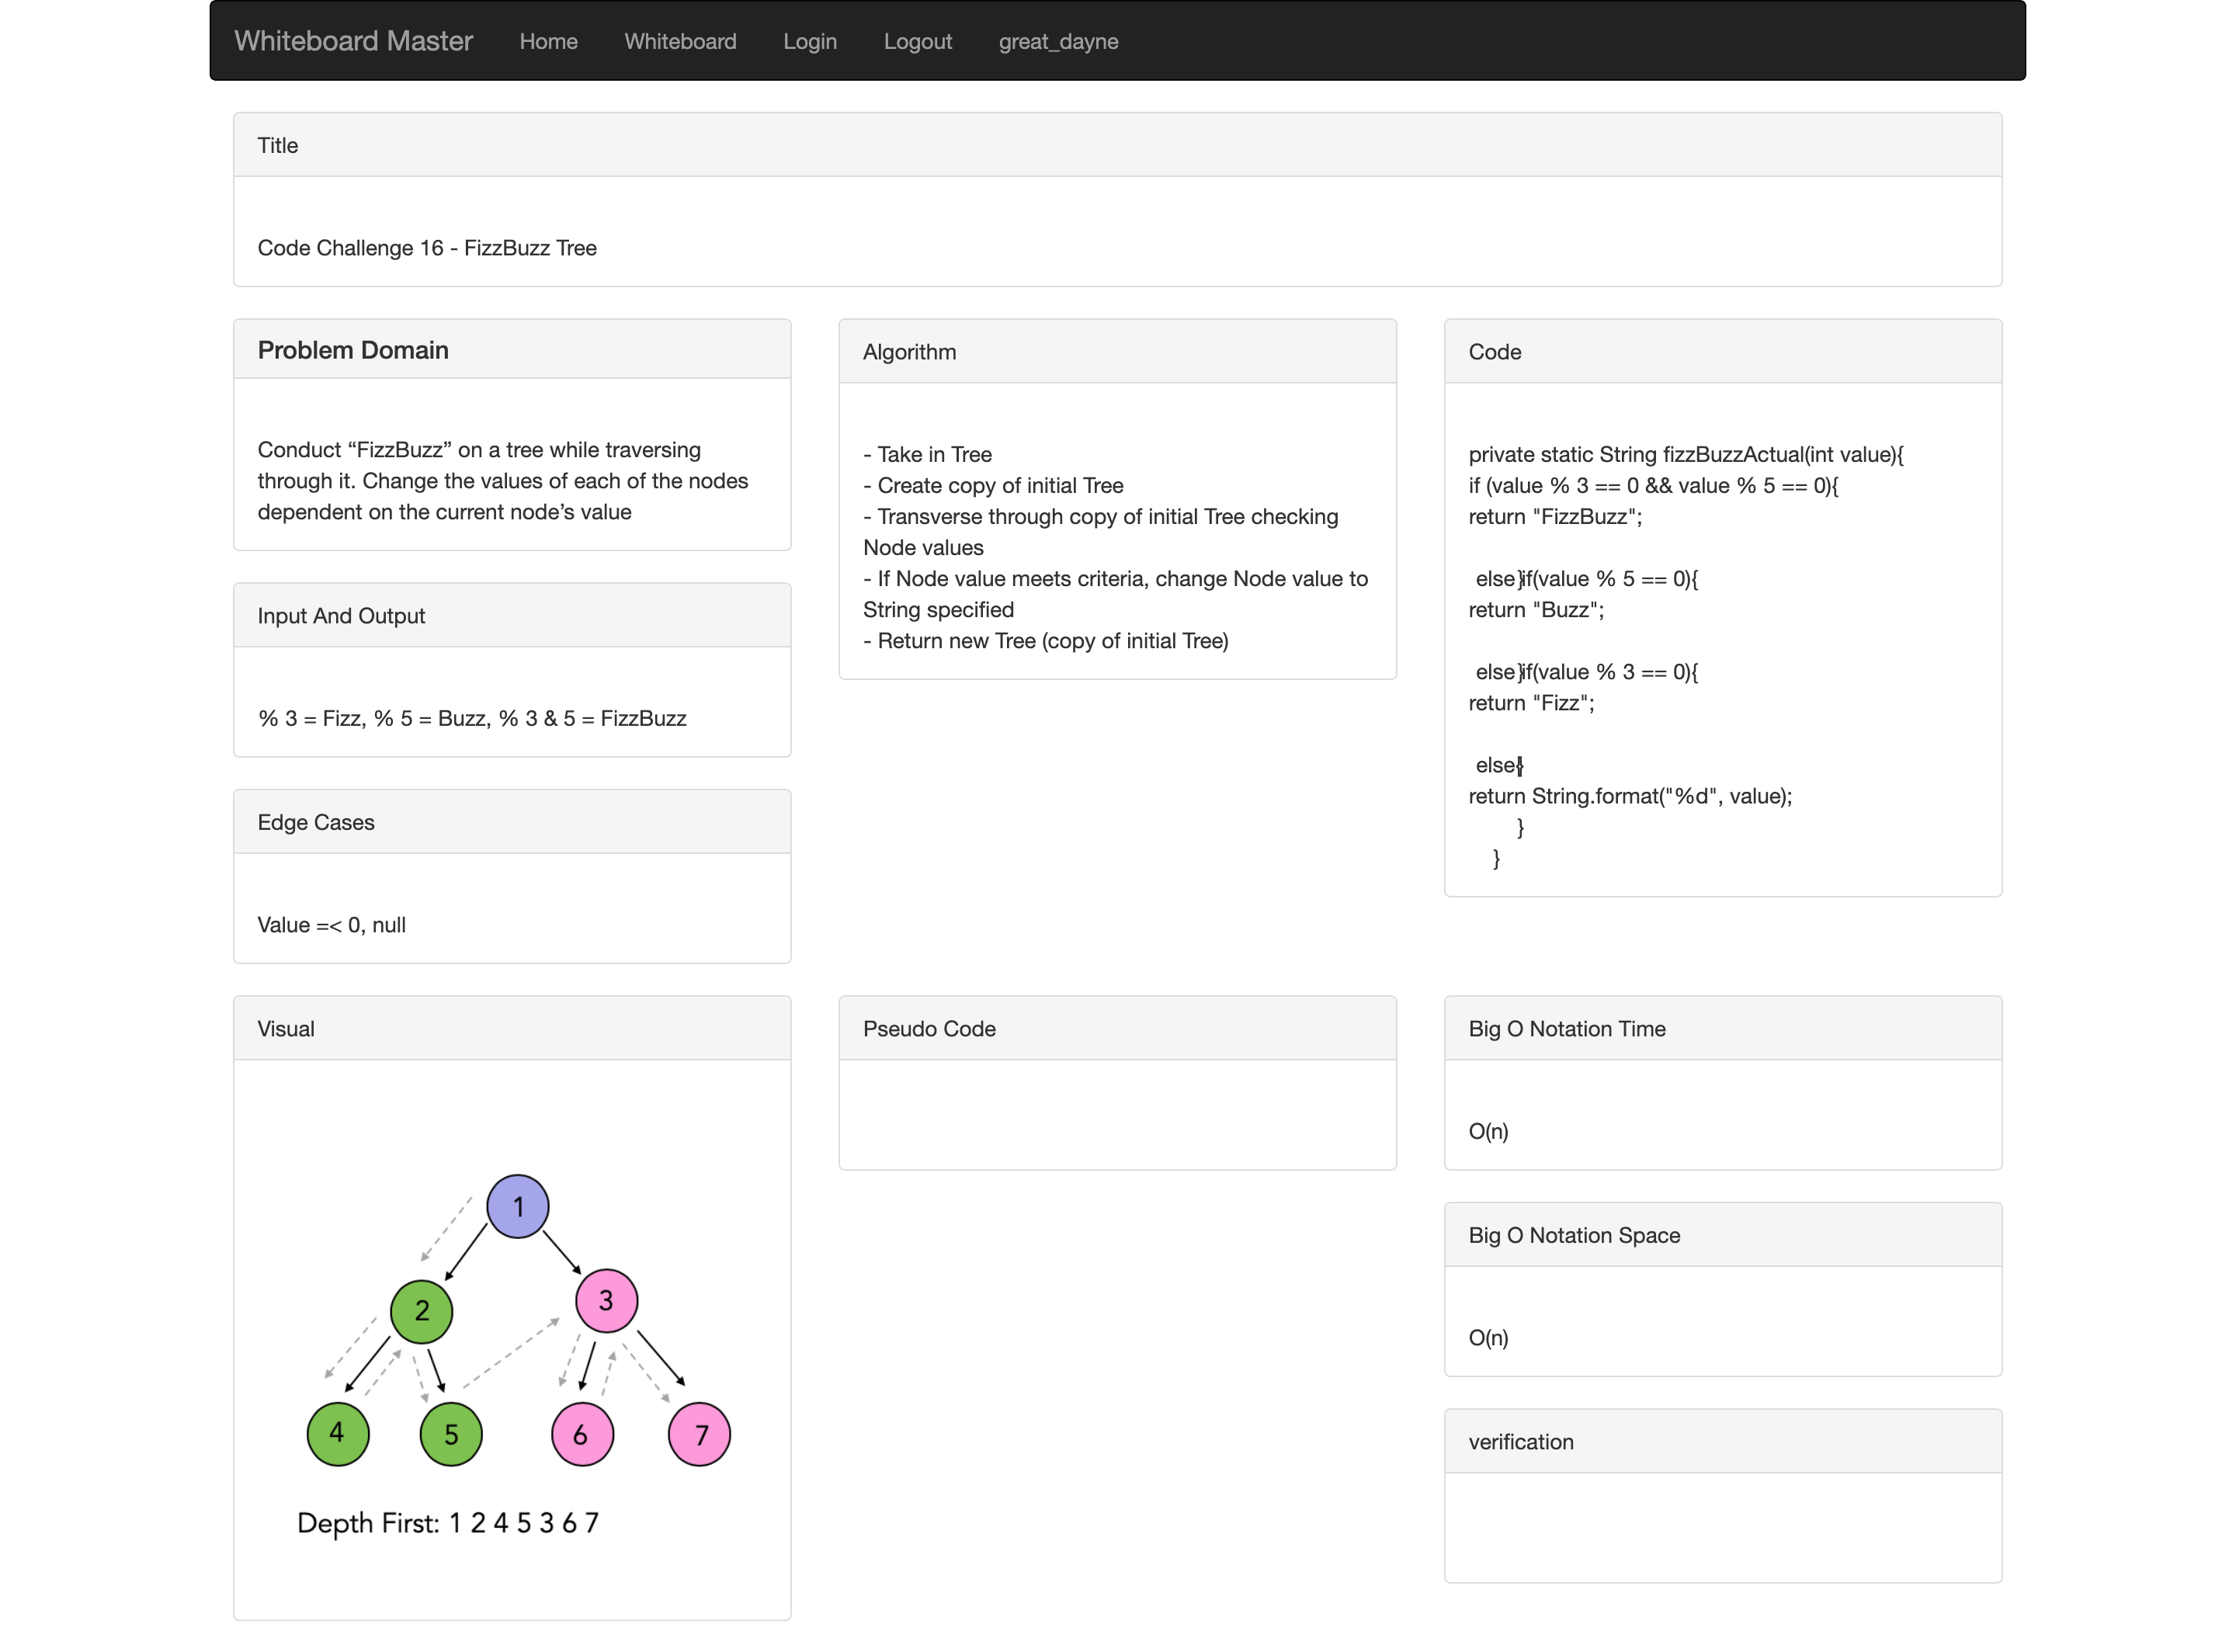 Whiteboard Master Home Whiteboard Login Logout great_dayne
Title
Code Challenge 16 - FizzBuzz Tree
Problem Domain
Conduct “FizzBuzz” on a tree while traversing
through it. Change the values of each of the nodes
dependent on the current node’s value
Input And Output
% 3 = Fizz, % 5 = Buzz, % 3 & 5 = FizzBuzz
Edge Cases
Value =< 0, null
Algorithm
- Take in Tree
- Create copy of initial Tree
- Transverse through copy of initial Tree checking
Node values
- If Node value meets criteria, change Node value to
String specified
- Return new Tree (copy of initial Tree)
Code
private static String fizzBuzzActual(int value){
if (value % 3 == 0 && value % 5 == 0){
return "FizzBuzz";
else}if(value % 5 == 0){
return "Buzz";
else}if(value % 3 == 0){
return "Fizz";
else{
return String.format("%d", value);
}
}
Visual
1
2
3
4
5
6
7
Depth First: 1 2 4 5 3 6 7
Pseudo Code
Big O Notation Time
O(n)
Big O Notation Space
O(n)
verification